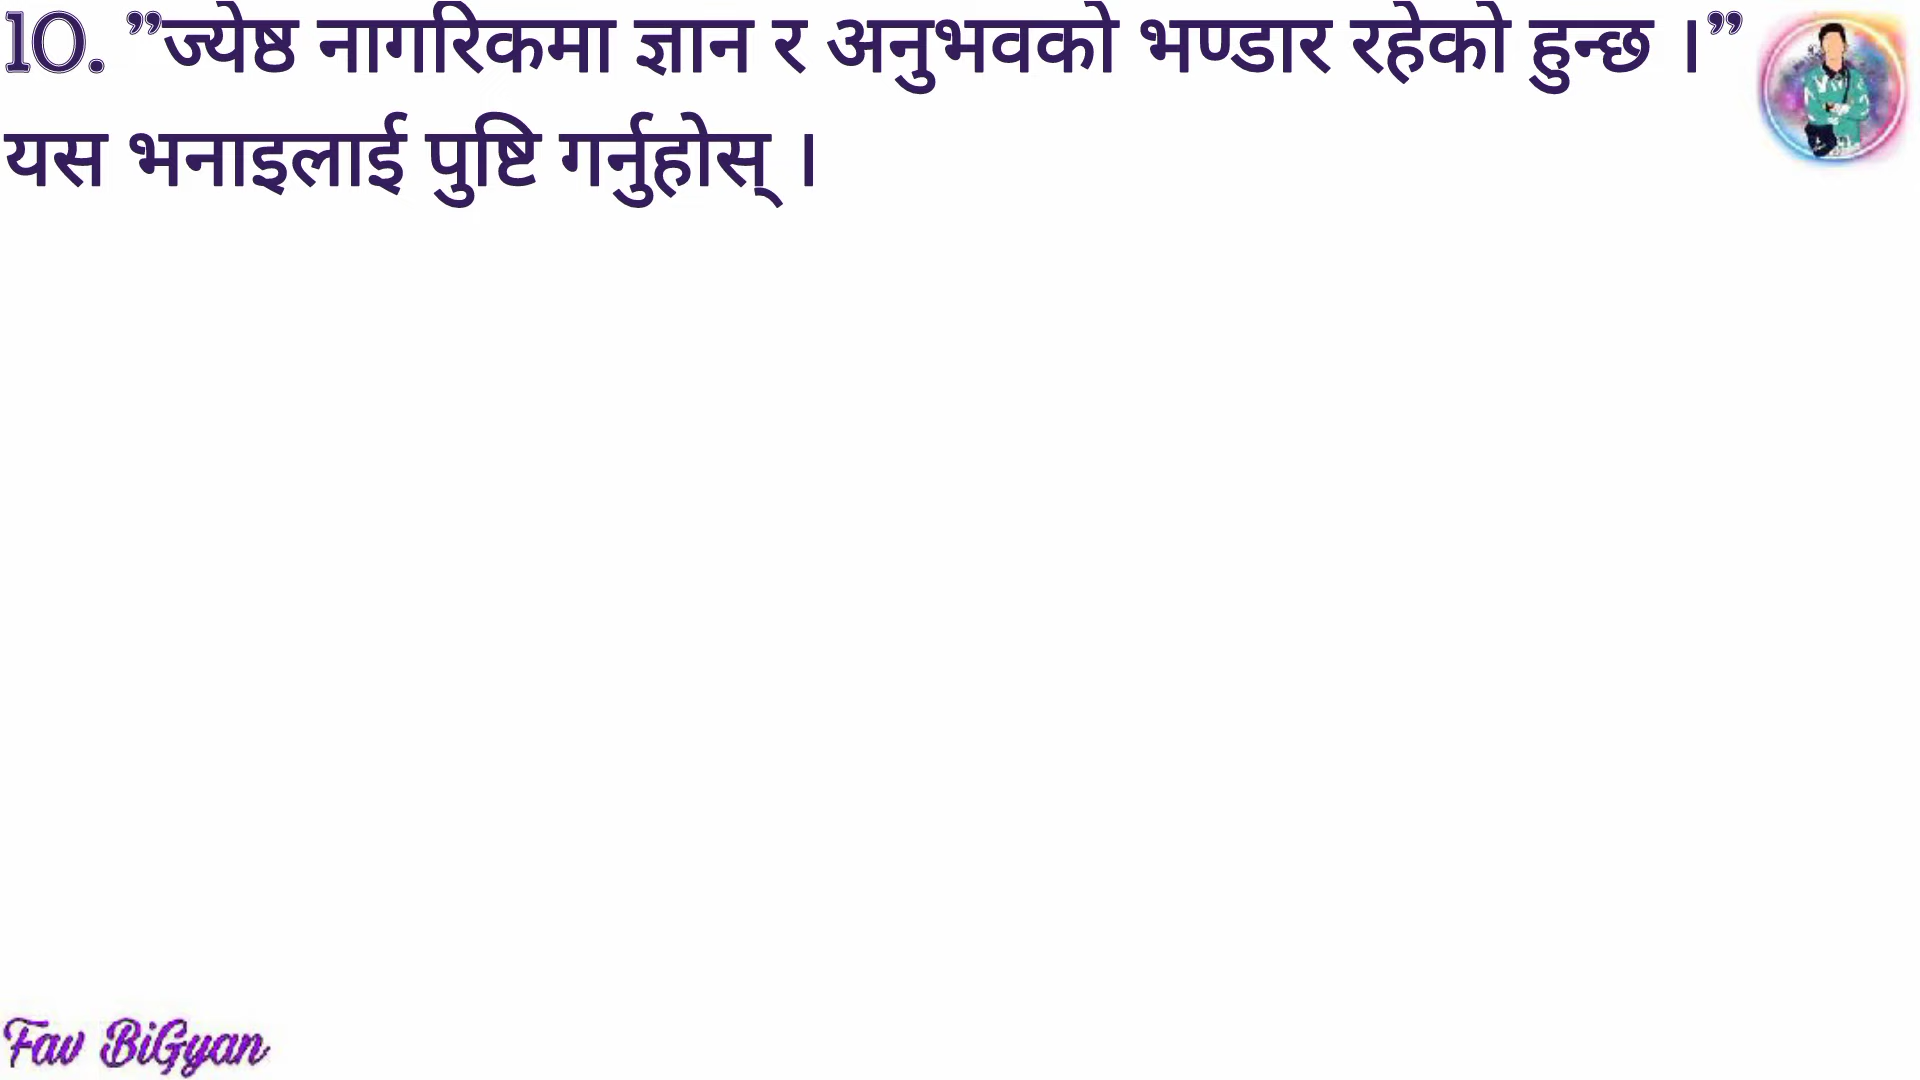 10. ”ज्येष्ठ नागरिकमा ज्ञान र अनुभवको भण्डार रहेको हुन्छ ।”
यस भनाइलाई पुष्टि गर्नुहोस् ।
Fav BiGyan